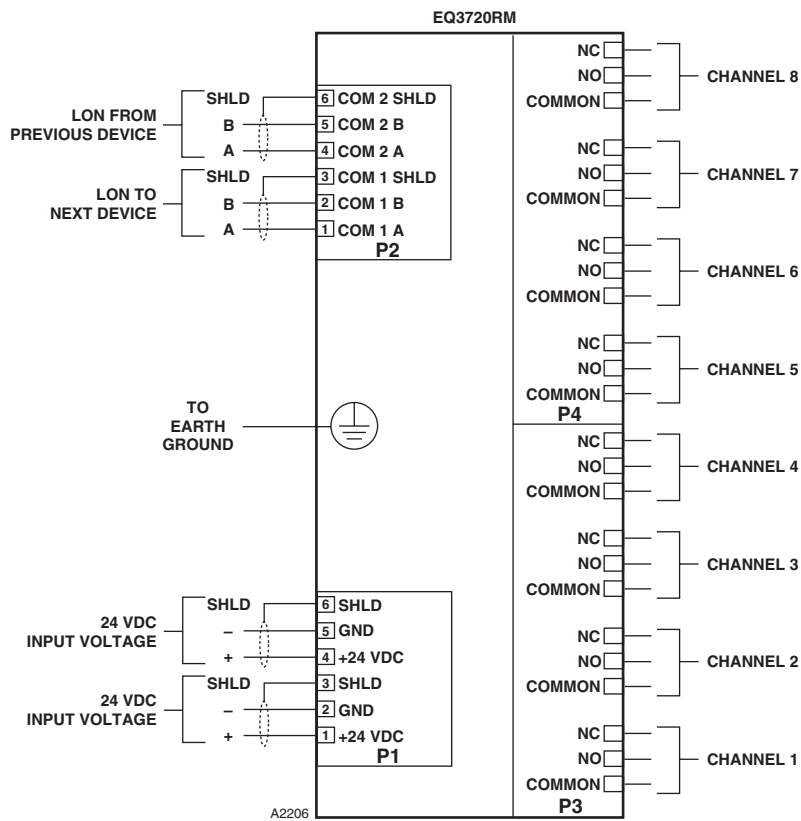 EQ3720RM
LON FROM
PREVIOUS DEVICE
SHLD
B
A
6 COM 2 SHLD
5 COM 2 B
4 COM 2 A
LON TO
NEXT DEVICE
SHLD
B
A
3 COM 1 SHLD
2 COM 1 B
1 COM 1 A
P2
TO
EARTH
GROUND
24 VDC
INPUT VOLTAGE
SHLD
–
+
6 SHLD
5 GND
4 +24 VDC
24 VDC
INPUT VOLTAGE
SHLD
–
+
3 SHLD
2 GND
1 +24 VDC
P1
NC
NO
COMMON
CHANNEL 8
NC
NO
COMMON
CHANNEL 7
NC
NO
COMMON
CHANNEL 6
NC
NO
COMMON
CHANNEL 5
P4
NC
NO
COMMON
CHANNEL 4
NC
NO
COMMON
CHANNEL 3
NC
NO
COMMON
CHANNEL 2
NC
NO
COMMON
CHANNEL 1
P3
A2206